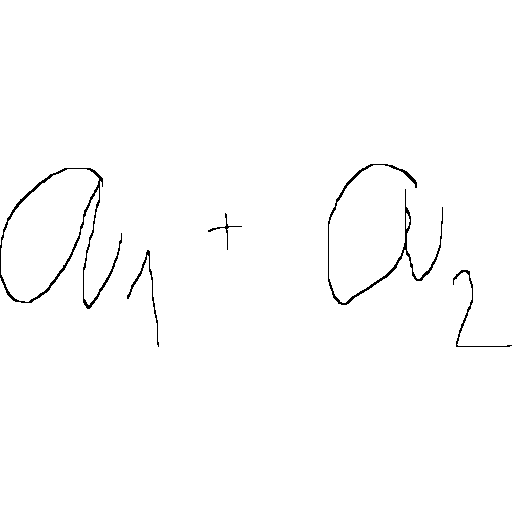 a₁ + a₂